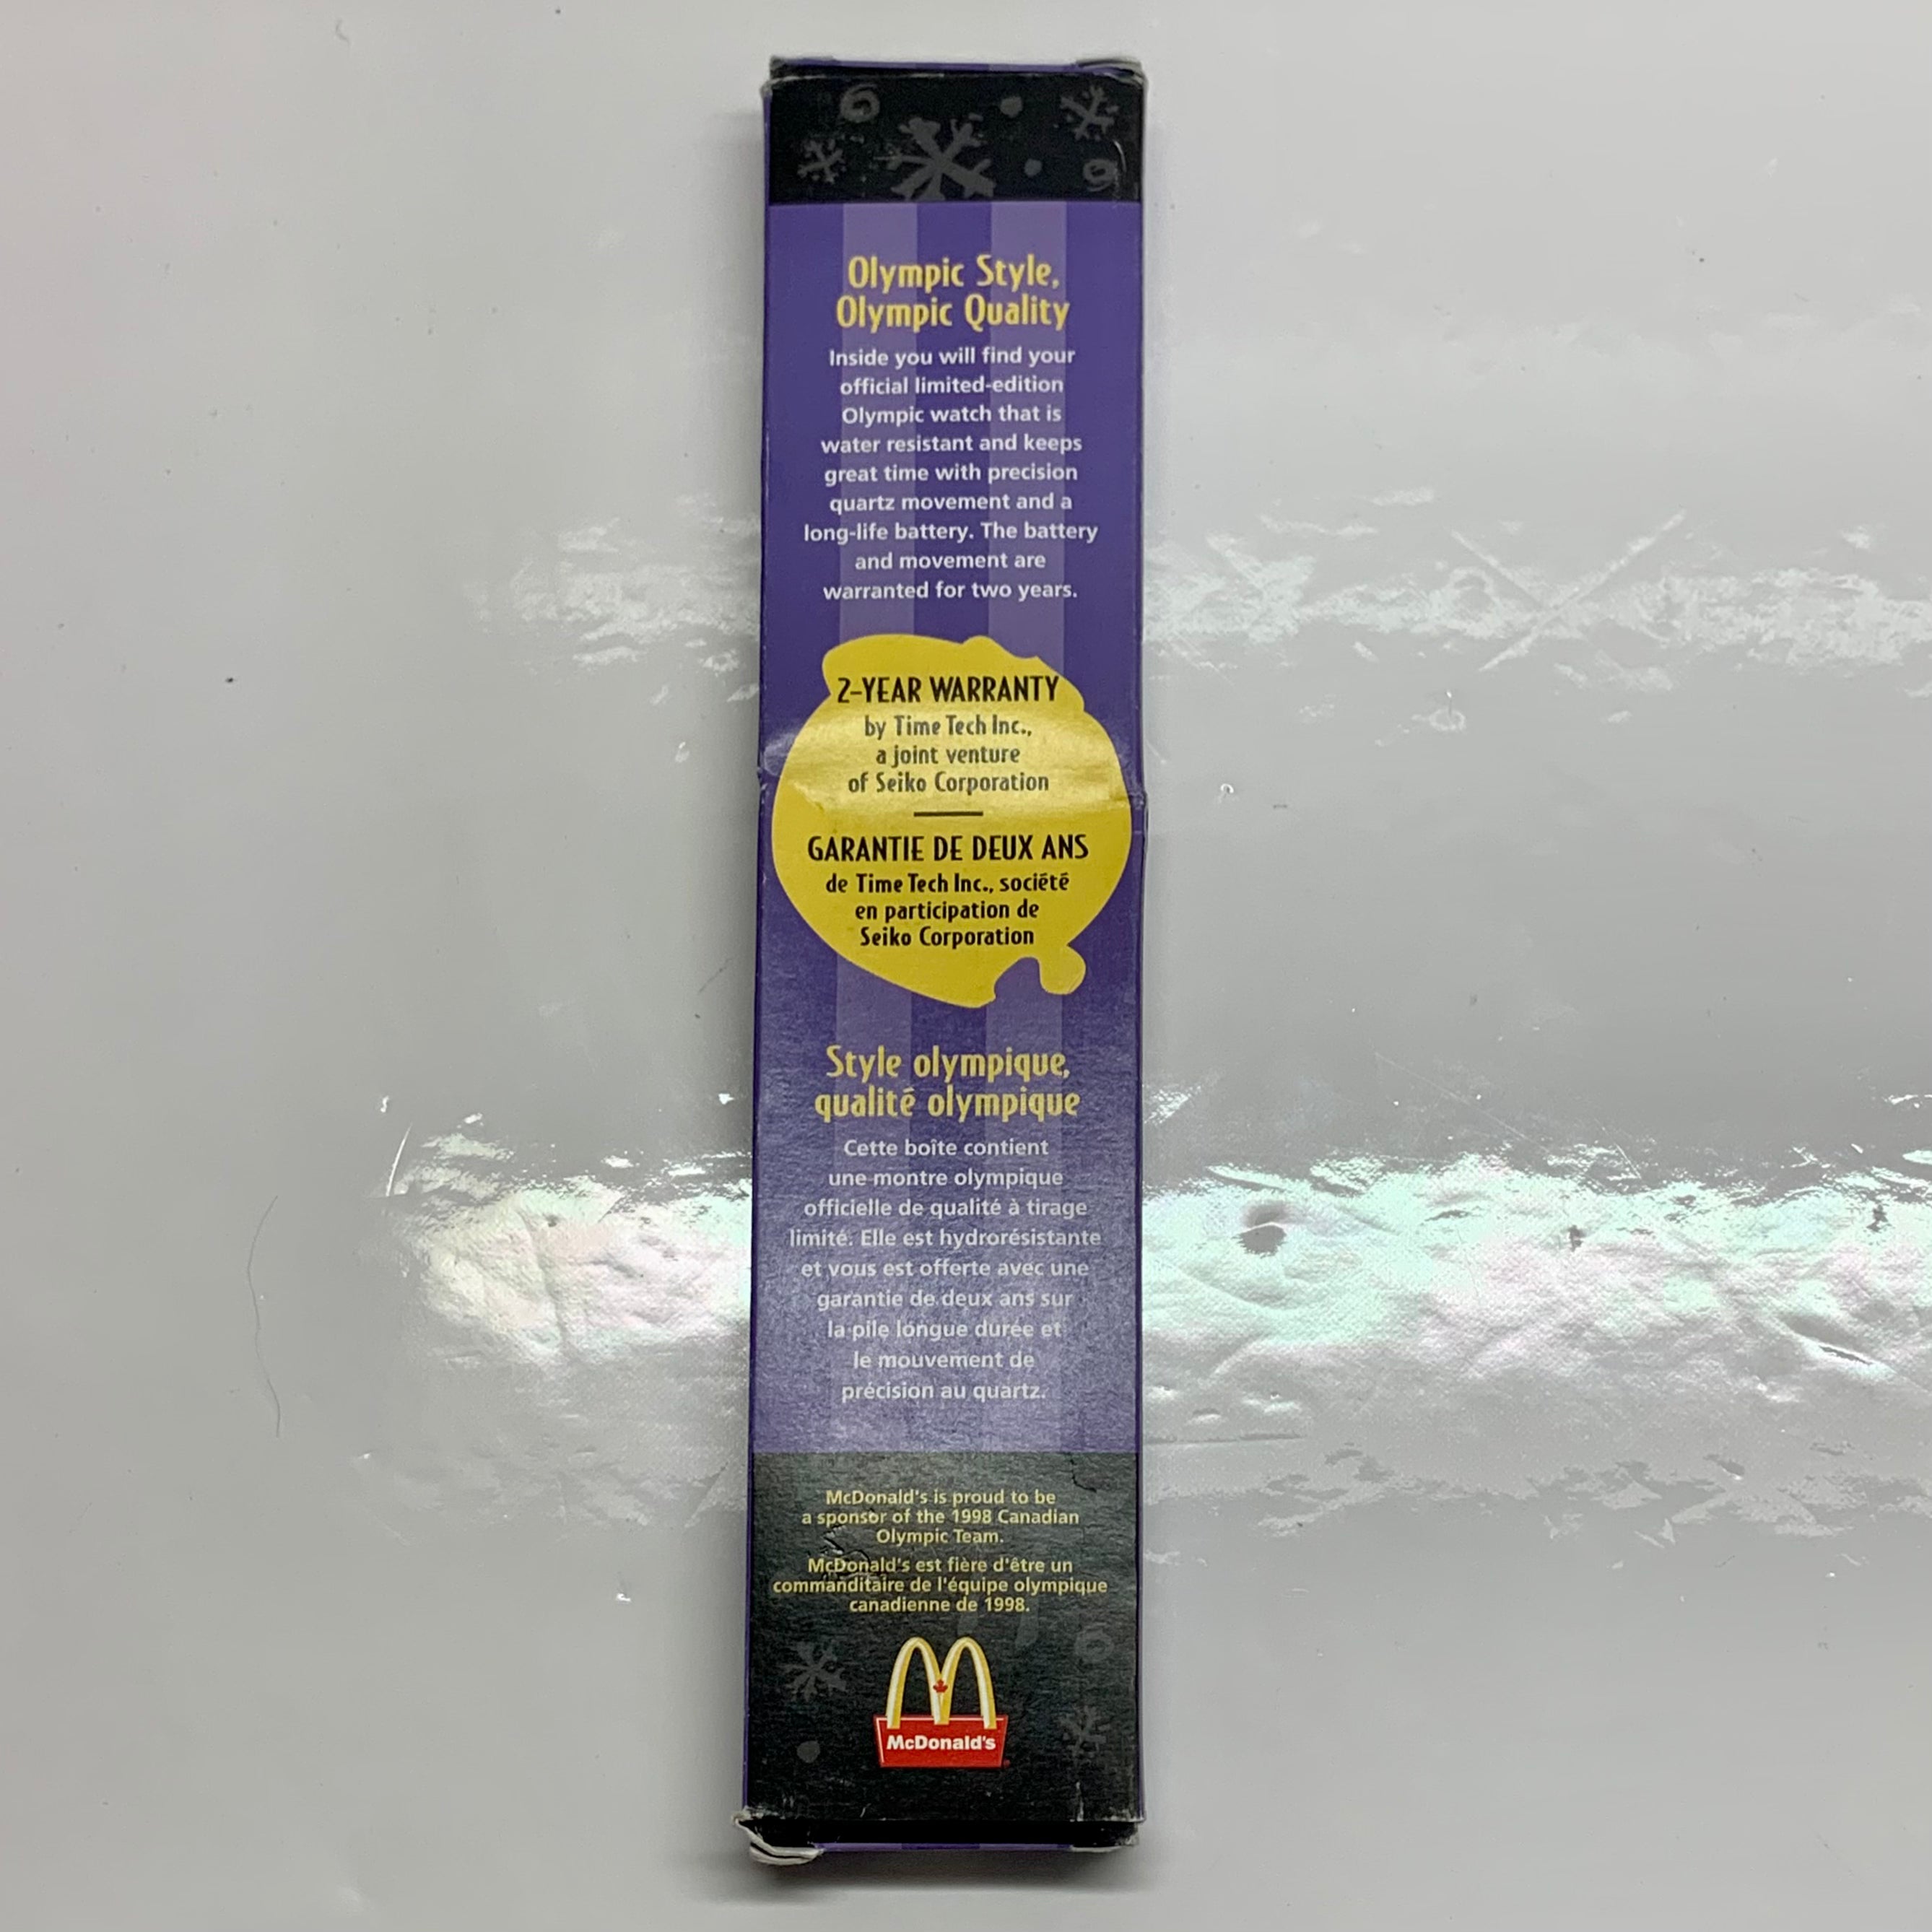 Olympic Style,
Olympic Quality
Inside you will find your
official limited-edition
Olympic watch that is
water resistant and keeps
great time with precision
quartz movement and a
long-life battery. The battery
and movement are
warranted for two years.
2-YEAR WARRANTY
by Time Tech Inc.,
a joint venture
of Seiko Corporation
GARANTIE DE DEUX ANS
de Time Tech Inc., société
en participation de
Seiko Corporation
Style olympique,
qualité olympique
Cette boîte contient
une montre olympique
officielle de qualité à tirage
limité. Elle est hydrorésistante
et vous est offerte avec une
garantie de deux ans sur
la pile longue durée et
le mouvement de
précision au quartz.
McDonald's is proud to be
a sponsor of the 1998 Canadian
Olympic Team.
McDonald's est fière d'être un
commanditaire de l'équipe olympique
canadienne de 1998.
McDonald's